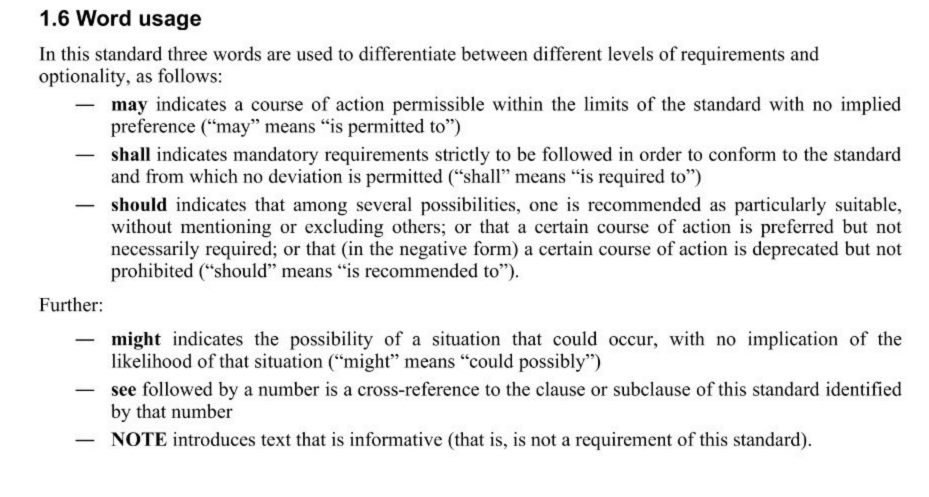 1.6 Word usage
In this standard three words are used to differentiate between different levels of requirements and
optionality, as follows:
— may indicates a course of action permissible within the limits of the standard with no implied
preference (“may” means “is permitted to”)
— shall indicates mandatory requirements strictly to be followed in order to conform to the standard
and from which no deviation is permitted (“shall” means “is required to”)
— should indicates that among several possibilities, one is recommended as particularly suitable,
without mentioning or excluding others; or that a certain course of action is preferred but not
necessarily required; or that (in the negative form) a certain course of action is deprecated but not
prohibited (“should” means “is recommended to”).
Further:
— might indicates the possibility of a situation that could occur, with no implication of the
likelihood of that situation (“might” means “could possibly”)
— see followed by a number is a cross-reference to the clause or subclause of this standard identified
by that number
— NOTE introduces text that is informative (that is, is not a requirement of this standard).